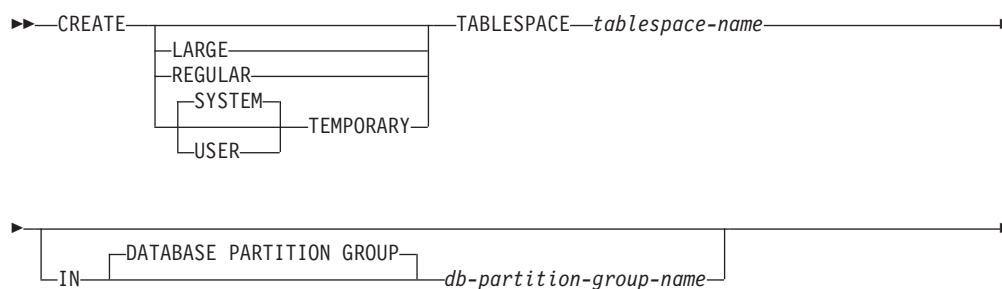 CREATE TABLESPACE tablespace-name
LARGE
REGULAR
SYSTEM
TEMPORARY
USER
DATABASE PARTITION GROUP
IN db-partition-group-name